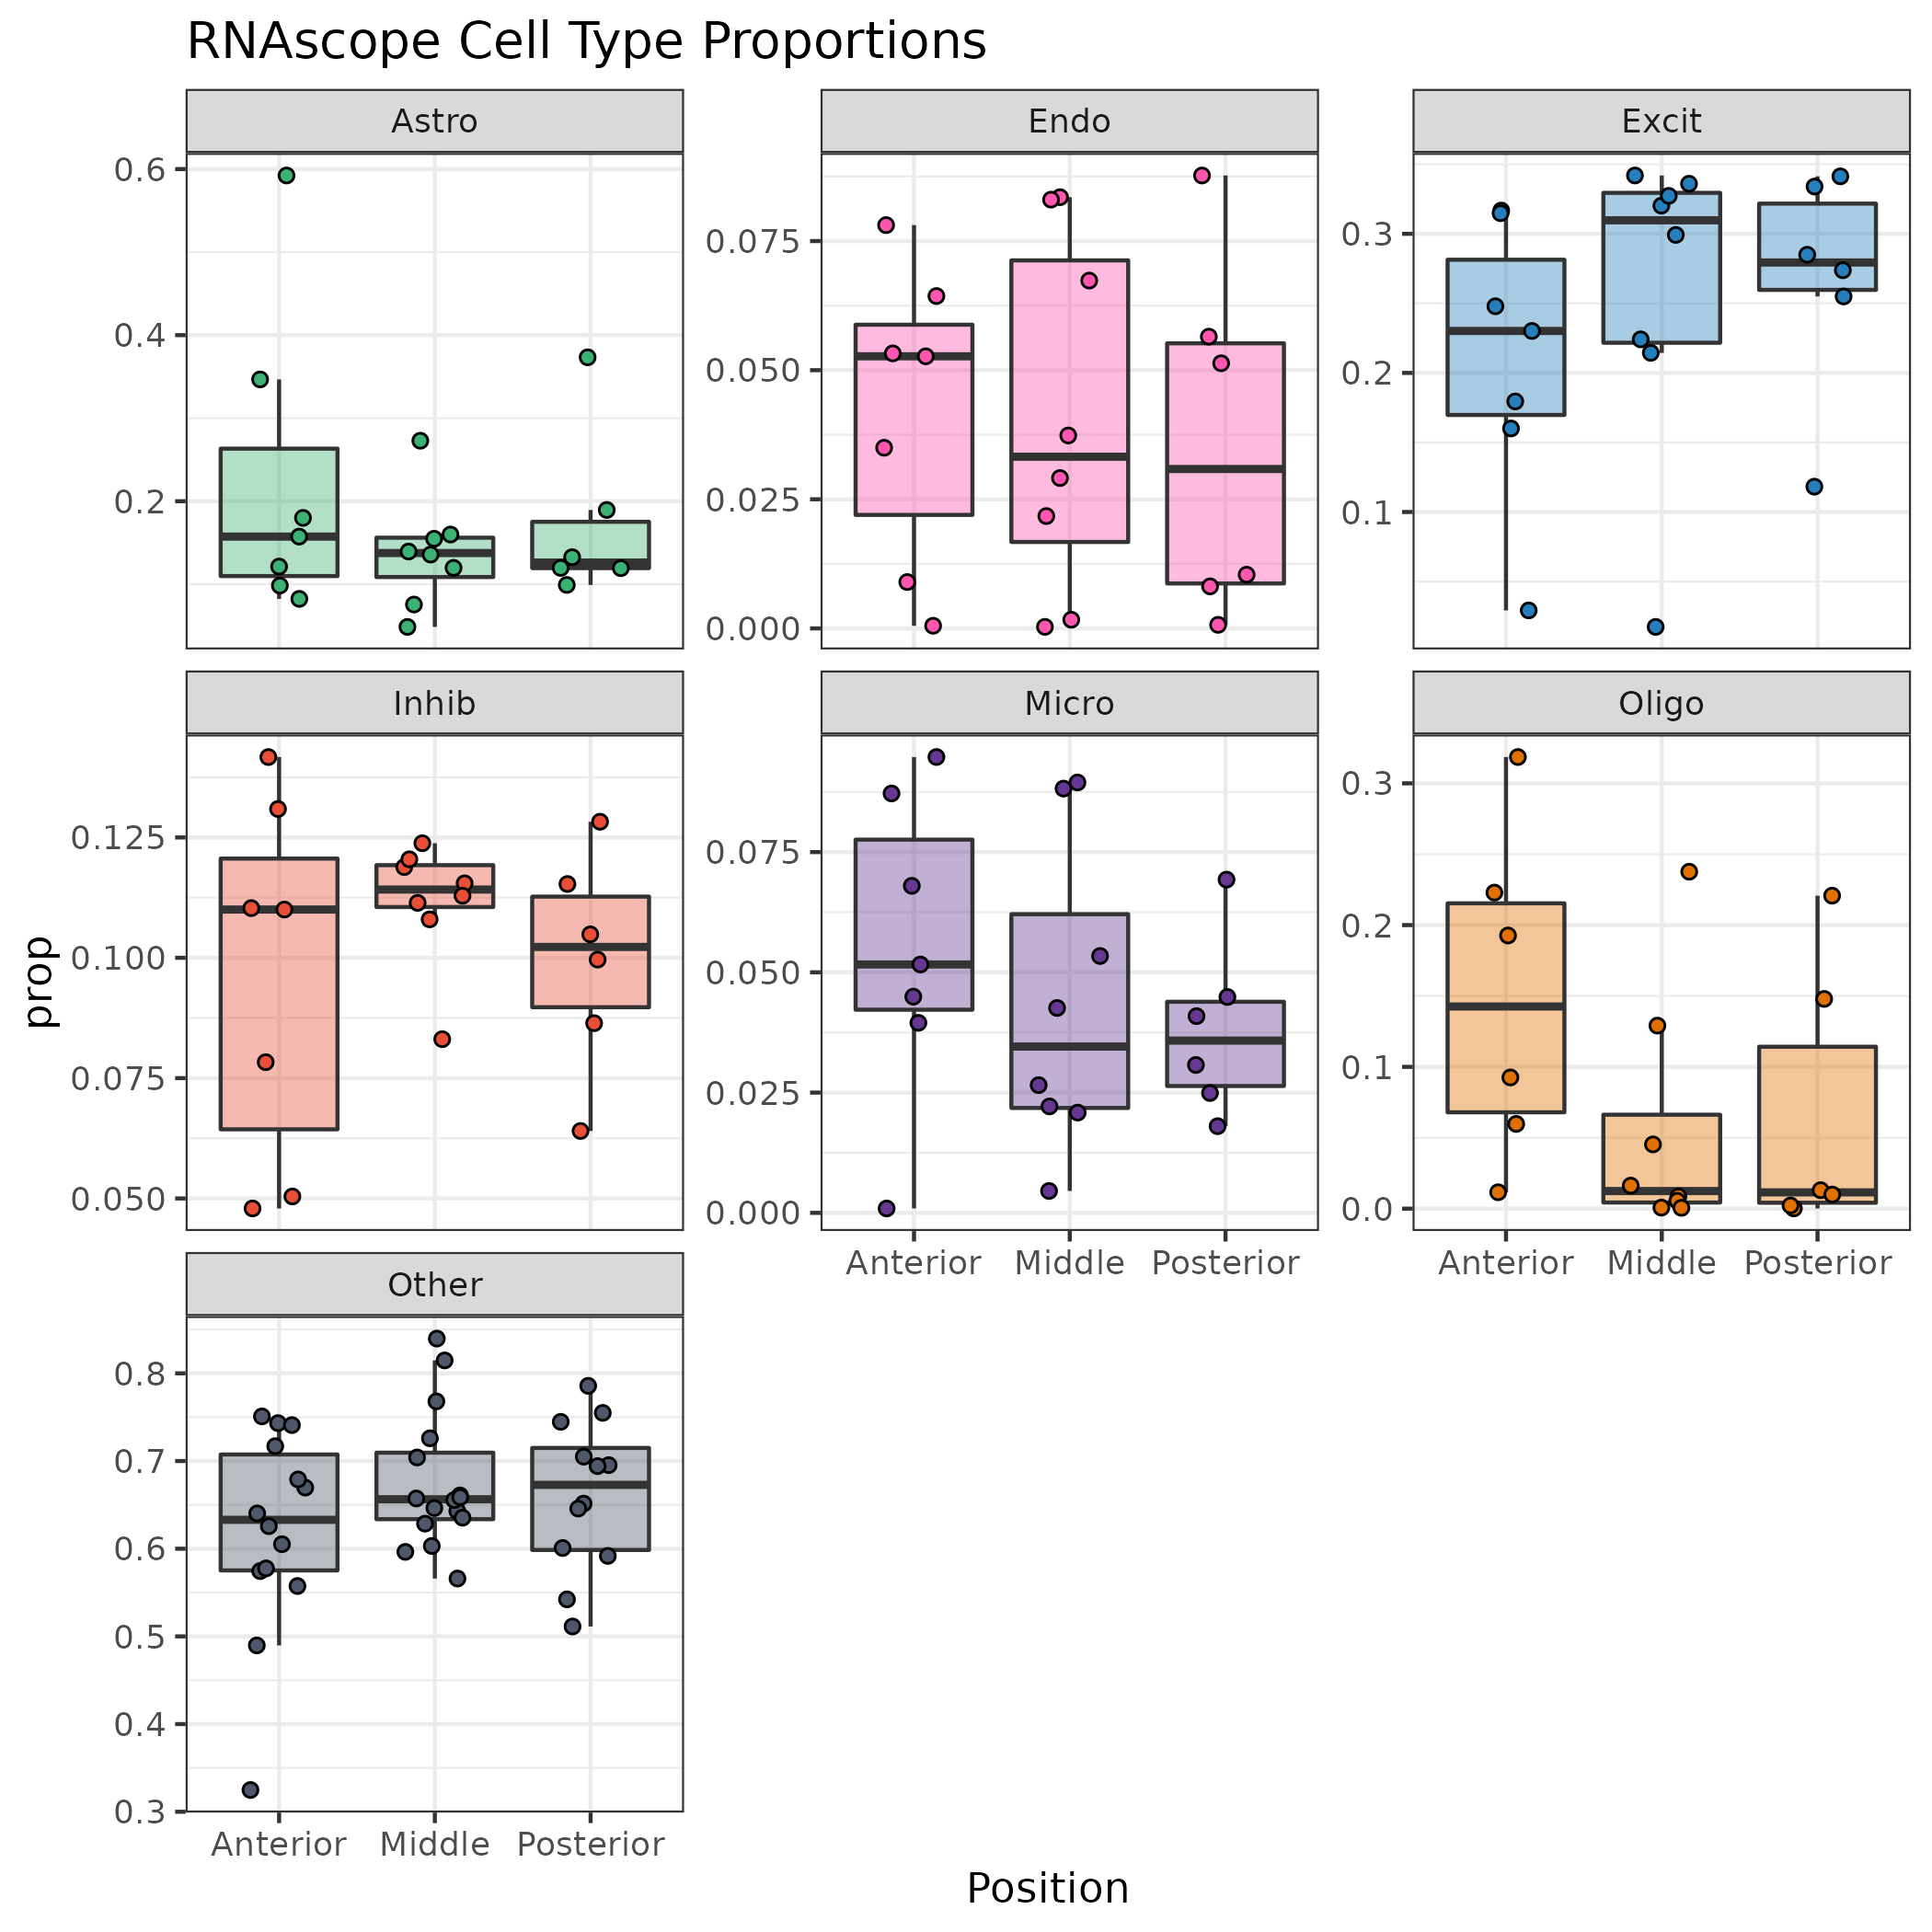 RNAscope Cell Type Proportions
Astro
Endo
Excit
0.6
0.4
0.2
0.075
0.050
0.025
0.000
0.3
0.2
0.1
Inhib
Micro
Oligo
0.125
0.100
0.075
0.050
0.075
0.050
0.025
0.000
0.3
0.2
0.1
0.0
Anterior Middle Posterior
Anterior Middle Posterior
Other
0.8
0.7
0.6
0.5
0.4
0.3
Anterior Middle Posterior
prop
Position